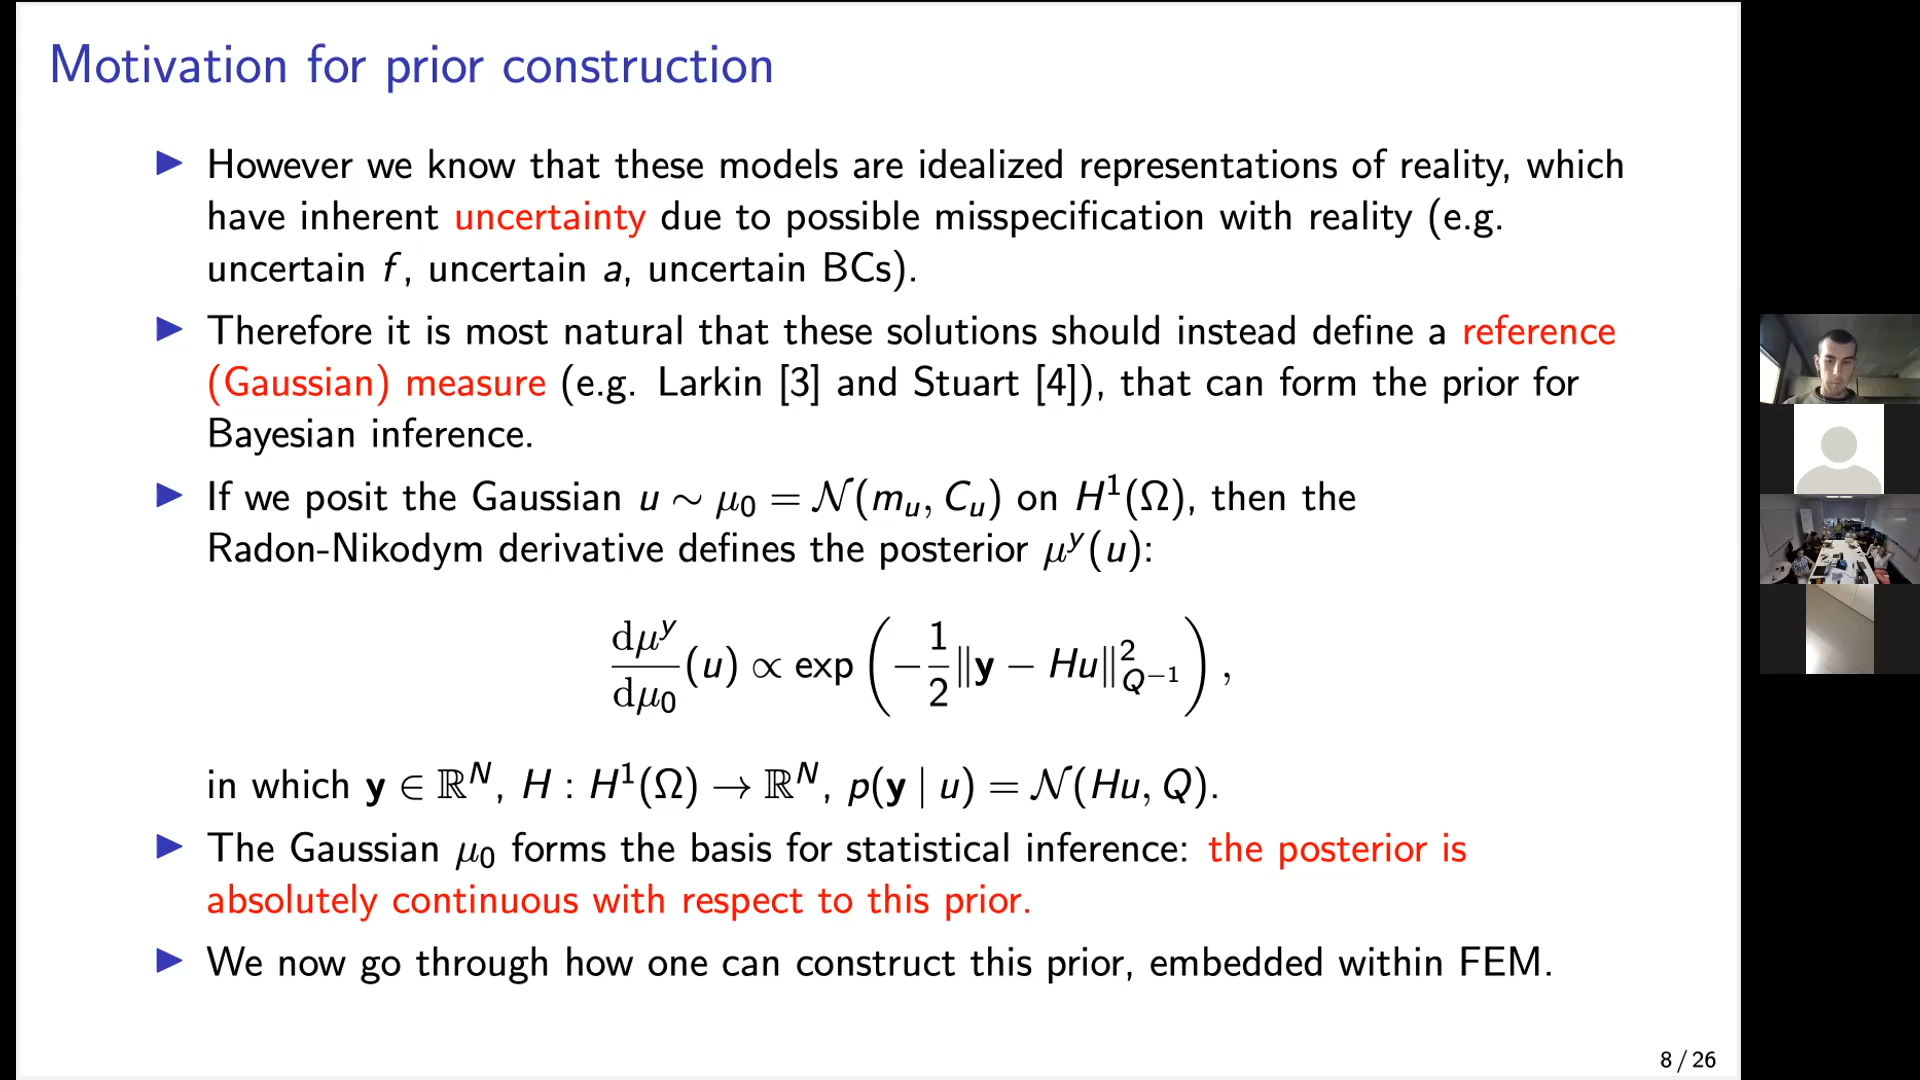 Motivation for prior construction
▶ However we know that these models are idealized representations of reality, which
have inherent uncertainty due to possible misspecification with reality (e.g.
uncertain f, uncertain a, uncertain BCs).
▶ Therefore it is most natural that these solutions should instead define a reference
(Gaussian) measure (e.g. Larkin [3] and Stuart [4]), that can form the prior for
Bayesian inference.
▶ If we posit the Gaussian u ∼ μ₀ = 𝒩(mᵤ, Cᵤ) on H¹(Ω), then the
Radon-Nikodym derivative defines the posterior μʸ(u):
dμʸ/dμ₀ (u) ∝ exp(−1/2 ‖y − Hu‖²_{Q⁻¹}),
in which y ∈ ℝᴺ, H : H¹(Ω) → ℝᴺ, p(y | u) = 𝒩(Hu, Q).
▶ The Gaussian μ₀ forms the basis for statistical inference: the posterior is
absolutely continuous with respect to this prior.
▶ We now go through how one can construct this prior, embedded within FEM.
8 / 26